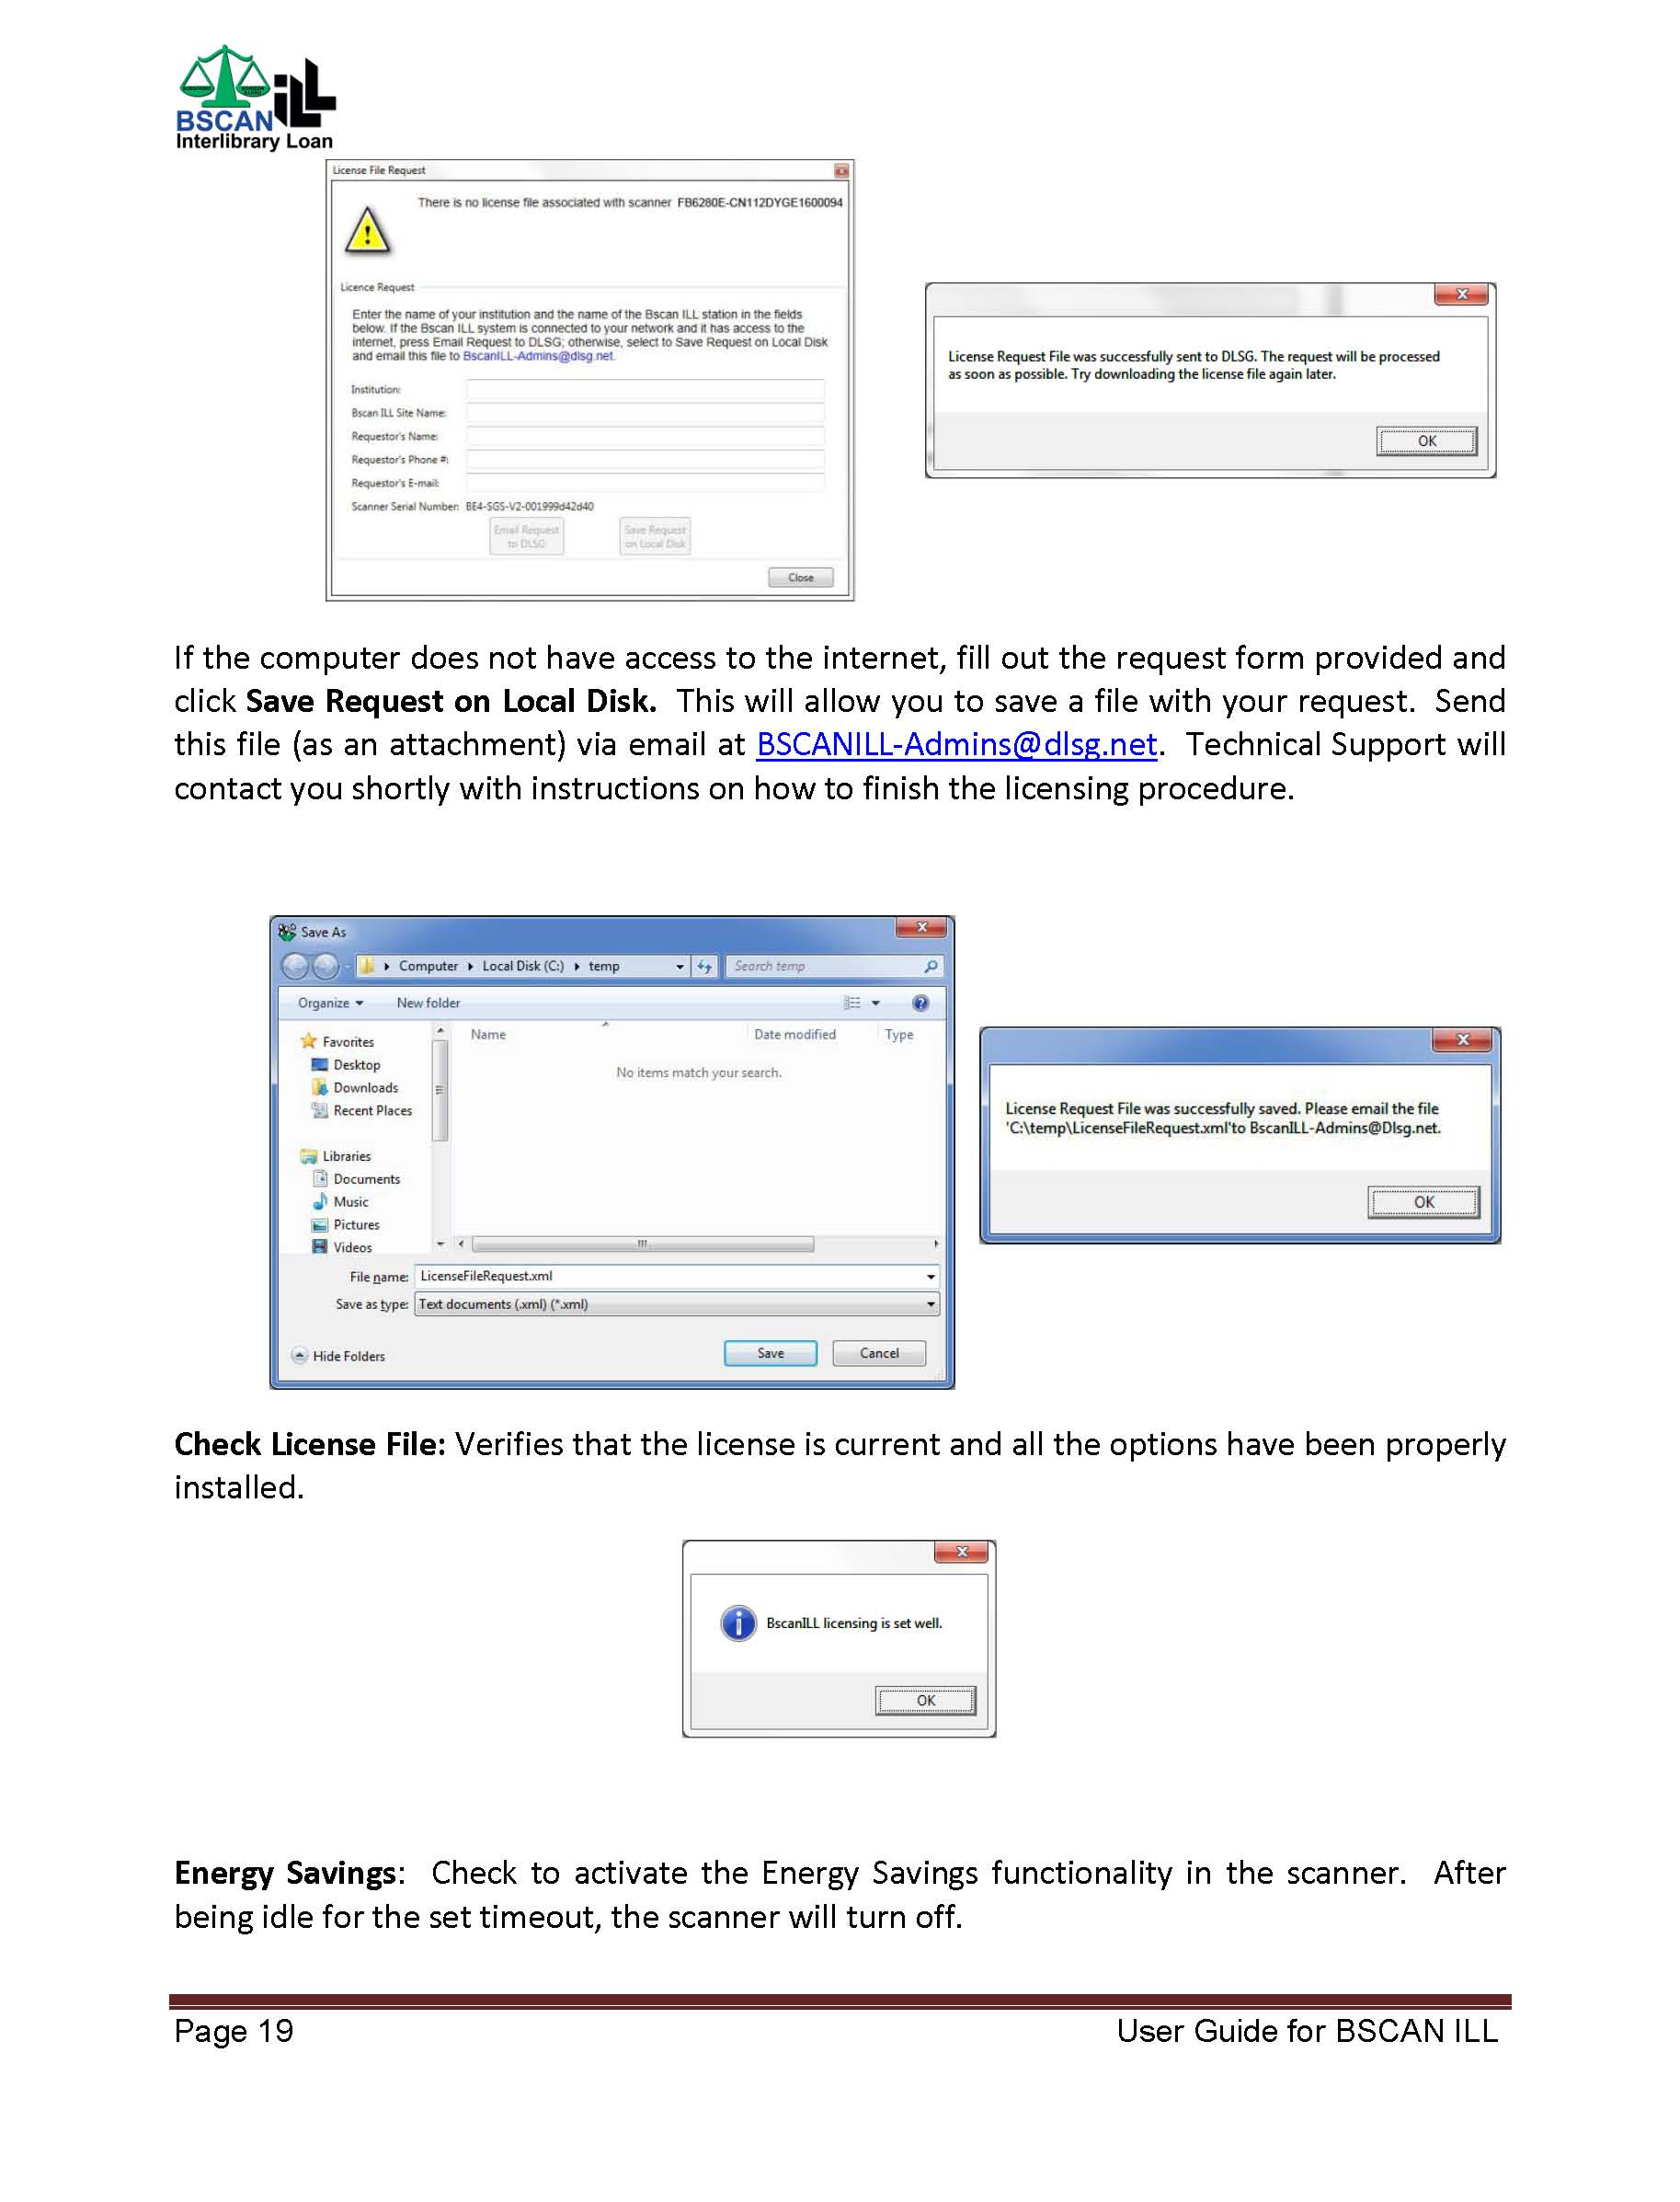 BSCAN
ILL
Interlibrary Loan
License File Request
There is no license file associated with scanner FB6280E-CN112DYGE1600094
Licence Request
Enter the name of your institution and the name of the Bscan ILL station in the fields
below. If the Bscan ILL system is connected to your network and it has access to the
internet, press Email Request to DLSG; otherwise, select to Save Request on Local Disk
and email this file to BscanILL-Admins@dlsg.net.
Institution:
Bscan ILL Site Name:
Requestor's Name:
Requestor's Phone #:
Requestor's E-mail:
Scanner Serial Number: BE4-SGS-V2-001999d42d40
Email Request
to DLSG
Save Request
on Local Disk
Close
License Request File was successfully sent to DLSG. The request will be processed
as soon as possible. Try downloading the license file again later.
OK
If the computer does not have access to the internet, fill out the request form provided and
click Save Request on Local Disk. This will allow you to save a file with your request. Send
this file (as an attachment) via email at BSCANILL-Admins@dlsg.net. Technical Support will
contact you shortly with instructions on how to finish the licensing procedure.
Save As
Computer Local Disk (C:) temp
Search temp
Organize New folder
Favorites
Desktop
Downloads
Recent Places
Libraries
Documents
Music
Pictures
Videos
Name Date modified Type
No items match your search.
File name: LicenseFileRequest.xml
Save as type: Text documents (.xml) (*.xml)
Hide Folders
Save Cancel
License Request File was successfully saved. Please email the file
'C:\temp\LicenseFileRequest.xml'to BscanILL-Admins@Dlsg.net.
OK
Check License File: Verifies that the license is current and all the options have been properly
installed.
BscanILL licensing is set well.
OK
Energy Savings: Check to activate the Energy Savings functionality in the scanner. After
being idle for the set timeout, the scanner will turn off.
Page 19 User Guide for BSCAN ILL